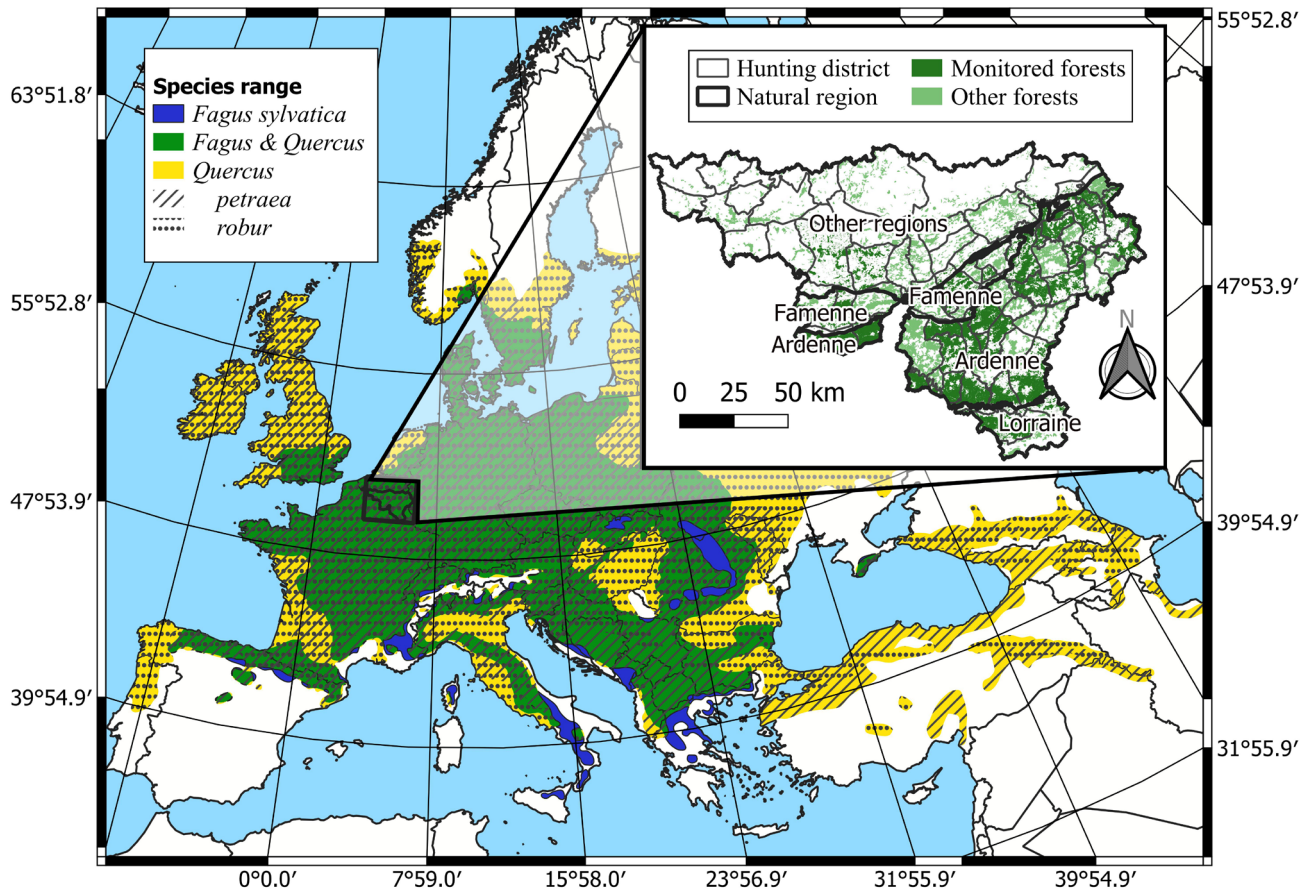 55°52.8′
63°51.8′
55°52.8′
47°53.9′
39°54.9′
Species range
Fagus sylvatica
Fagus & Quercus
Quercus
petraea
robur
Hunting district
Monitored forests
Natural region
Other forests
Other regions
Famenne
Famenne
Ardenne
Ardenne
Lorraine
N
0 25 50 km
47°53.9′
39°54.9′
31°55.9′
0°0.0′ 7°59.0′ 15°58.0′ 23°56.9′ 31°55.9′ 39°54.9′